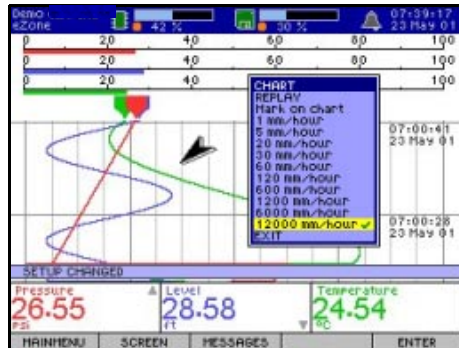 Demo
eZone 42 % 30 % 07:39:17
23 May 01
0 20 40 60 80 100
0 20 40 60 80 100
0 20 40 60 80 100
CHART
REPLAY
Mark on chart
1 mm/hour
5 mm/hour
20 mm/hour
30 mm/hour
60 mm/hour
120 mm/hour
600 mm/hour
1200 mm/hour
6000 mm/hour
12000 mm/hour
EXIT
07:00:41
23 May 01
07:00:28
23 May 01
SETUP CHANGED
Pressure Level Temperature
26.55 28.58 24.54
psi ft °C
MAINMENU SCREEN MESSAGES ENTER